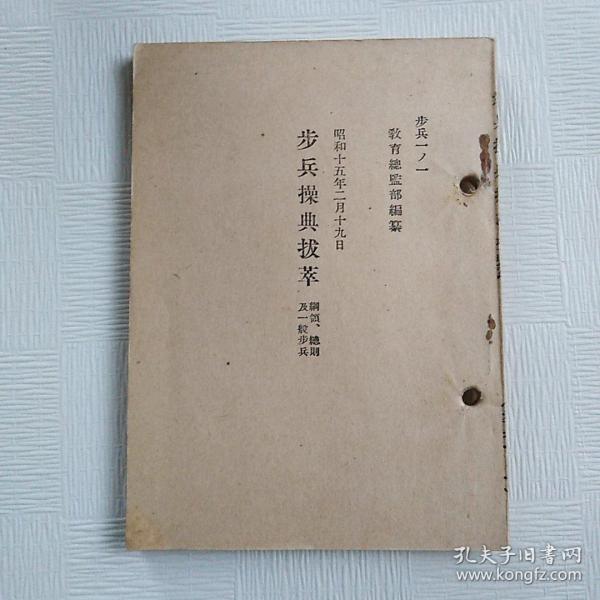 歩兵一ノ一
教育總監部編纂
昭和十五年二月十九日
歩兵操典拔萃
綱領、總則
及一般歩兵
孔夫子旧书网
www.kongfz.com